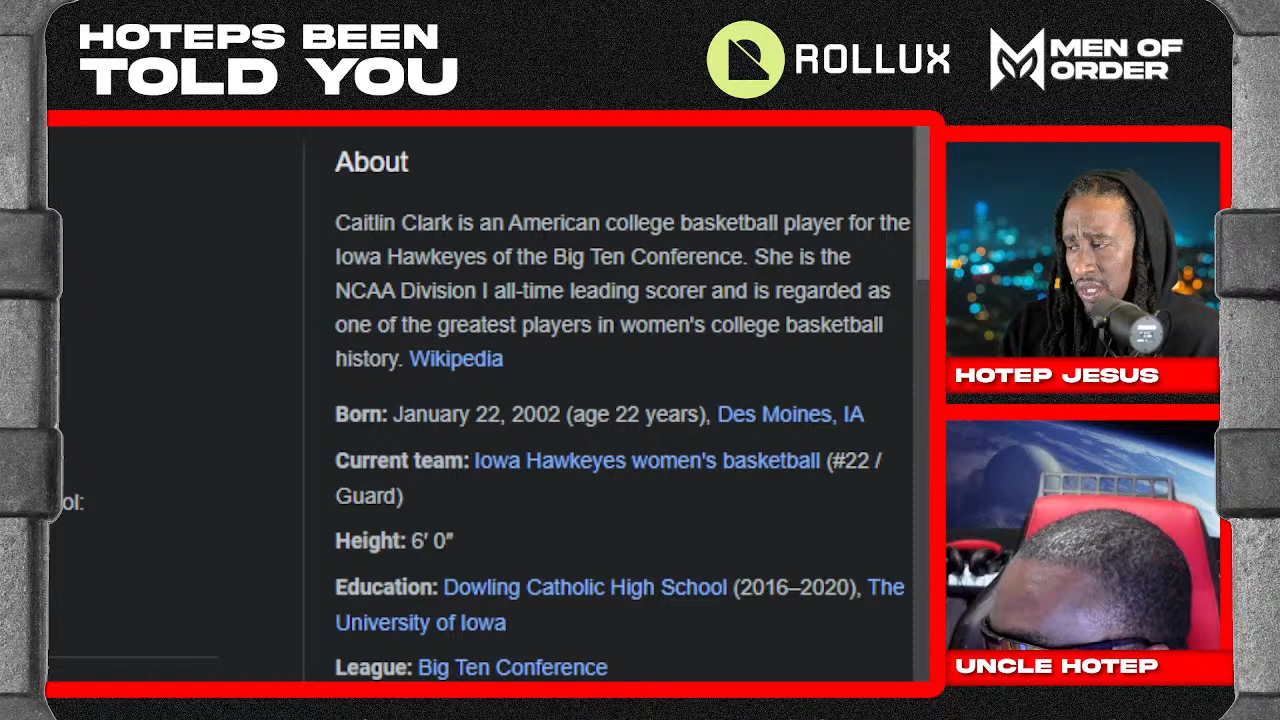 HOTEPS BEEN
TOLD YOU
ROLLUX
MEN OF
ORDER
About
Caitlin Clark is an American college basketball player for the
Iowa Hawkeyes of the Big Ten Conference. She is the
NCAA Division I all-time leading scorer and is regarded as
one of the greatest players in women's college basketball
history. Wikipedia
Born: January 22, 2002 (age 22 years), Des Moines, IA
Current team: Iowa Hawkeyes women's basketball (#22 /
Guard)
Height: 6′ 0″
ol:
Education: Dowling Catholic High School (2016–2020), The
University of Iowa
League: Big Ten Conference
HOTEP JESUS
UNCLE HOTEP